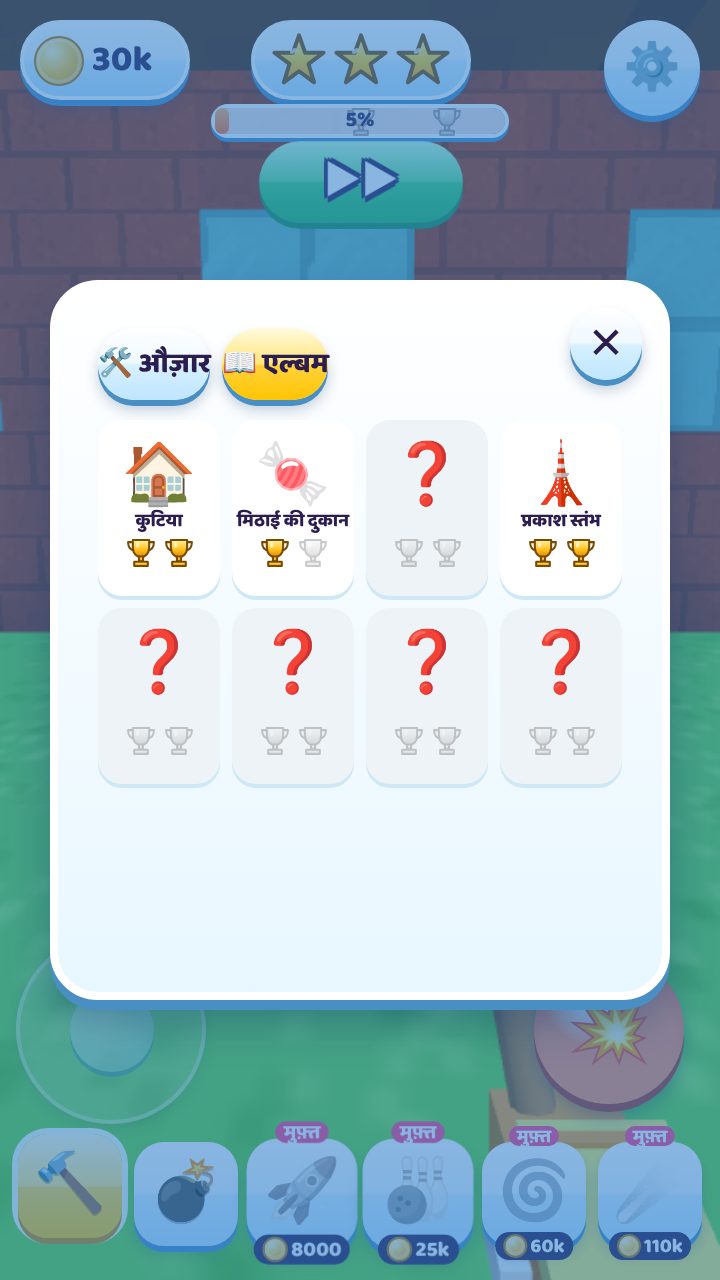 30k
5%
औज़ार
एल्बम
कुटिया
मिठाई की दुकान
प्रकाश स्तंभ
मुफ़्त
मुफ़्त
मुफ़्त
मुफ़्त
8000
25k
60k
110k